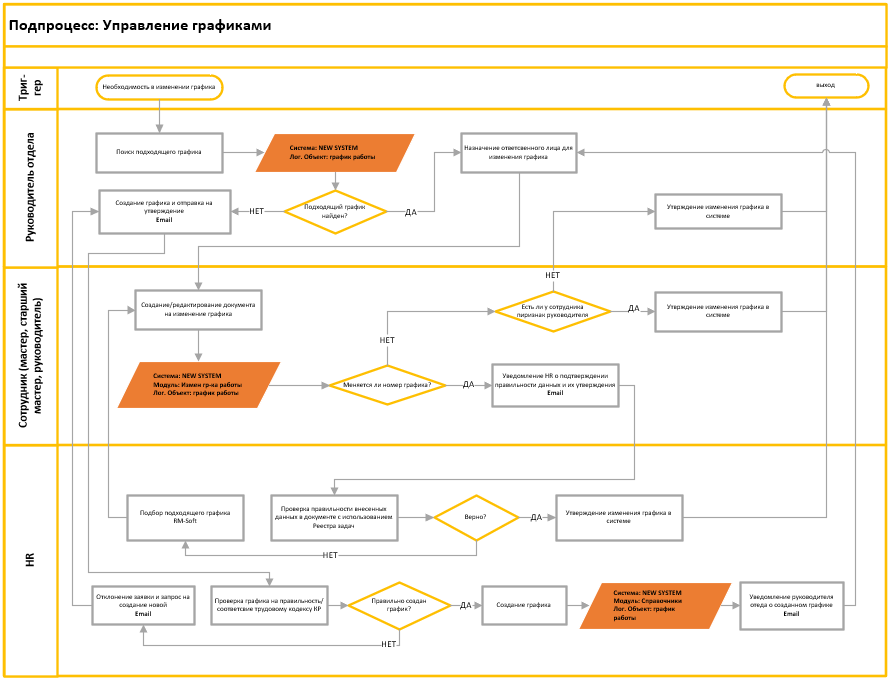 Подпроцесс: Управление графиками
Триг-
гер
Необходимость в изменении графика
выход
Руководитель отдела
Поиск подходящего графика
Система: NEW SYSTEM
Лог. Объект: график работы
Назначение ответсвенного лица для
изменения графика
Создание графика и отправка на
утверждение
Email
НЕТ
Подходящий график
найден?
ДА
Утврждение изменения графика в
системе
НЕТ
Сотрудник (мастер, старший
мастер, руководитель)
Создание/редактирование документа
на изменение графика
Есть ли у сотрудника
пиризнак руководителя
ДА
Утверждение изменения графика в
системе
НЕТ
Система: NEW SYSTEM
Модуль: Измен гр-ка работы
Лог. Объект: график работы
Меняется ли номер графика?
ДА
Уведомление HR о подтверждении
правильности данных и их утверждения
Email
HR
Подбор подходящего графика
RM-Soft
Проверка правильности внесенных
данных в документе с использованием
Реестра задач
Верно?
ДА
Утверждение изменения графика в
системе
НЕТ
Отклонение заявки и запрос на
создание новой
Email
Проверка графика на правильность/
соответсвие трудовому кодексу КР
Правильно создан
график?
ДА
Создание графика
Система: NEW SYSTEM
Модуль: Справочники
Лог. Объект: график
работы
Уведомление руководителя
отеда о созданном графике
Email
НЕТ